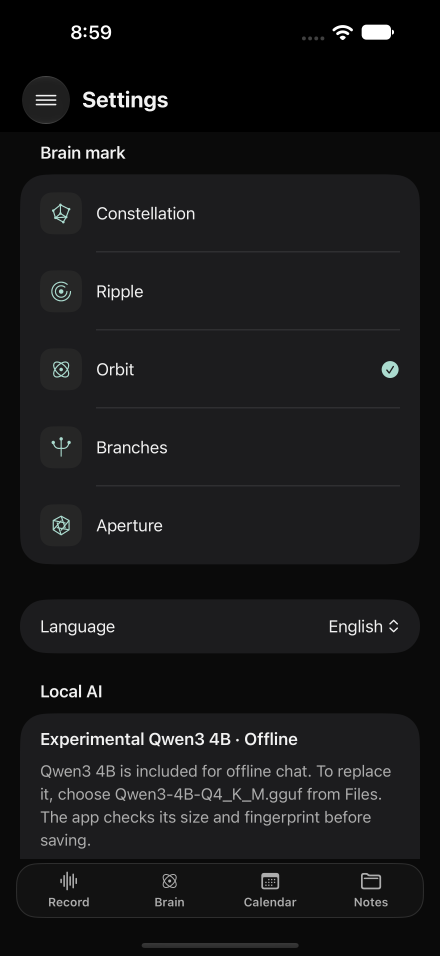 8:59
Settings
Brain mark
Constellation
Ripple
Orbit
Branches
Aperture
Language
English
Local AI
Experimental Qwen3 4B · Offline
Qwen3 4B is included for offline chat. To replace
it, choose Qwen3-4B-Q4_K_M.gguf from Files.
The app checks its size and fingerprint before
saving.
Record
Brain
Calendar
Notes